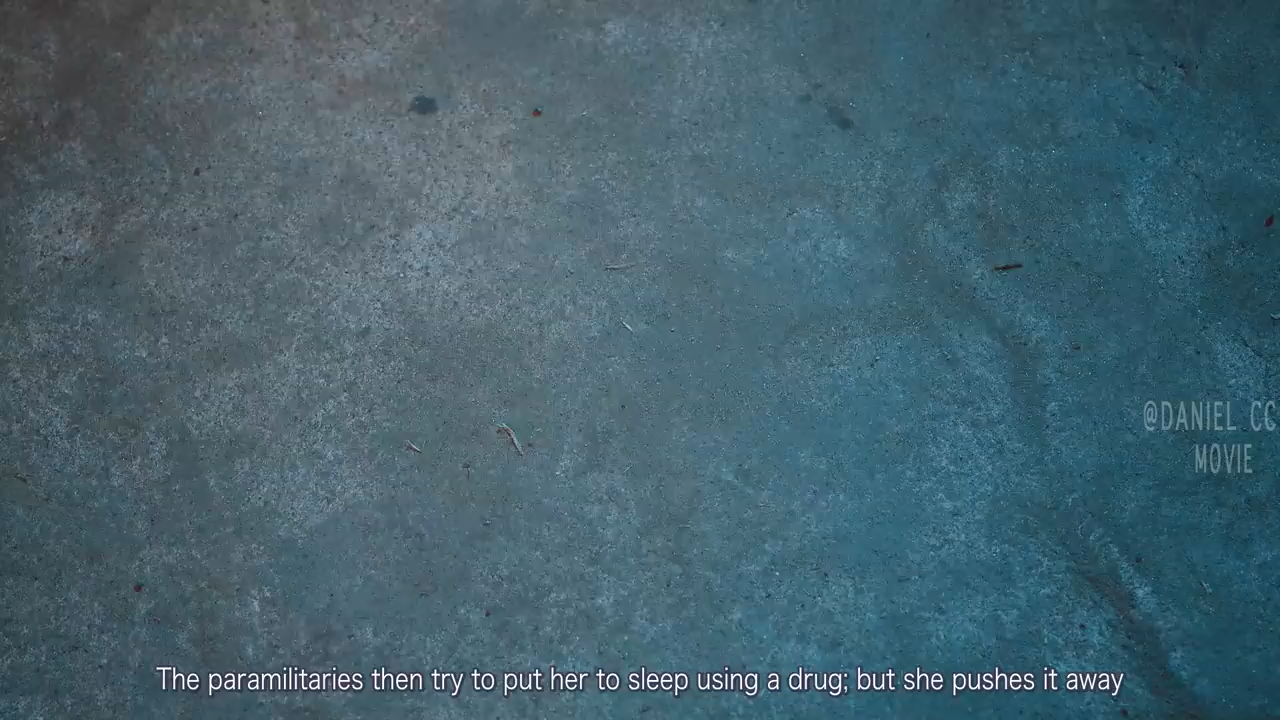 @DANIEL CC
MOVIE
The paramilitaries then try to put her to sleep using a drug; but she pushes it away